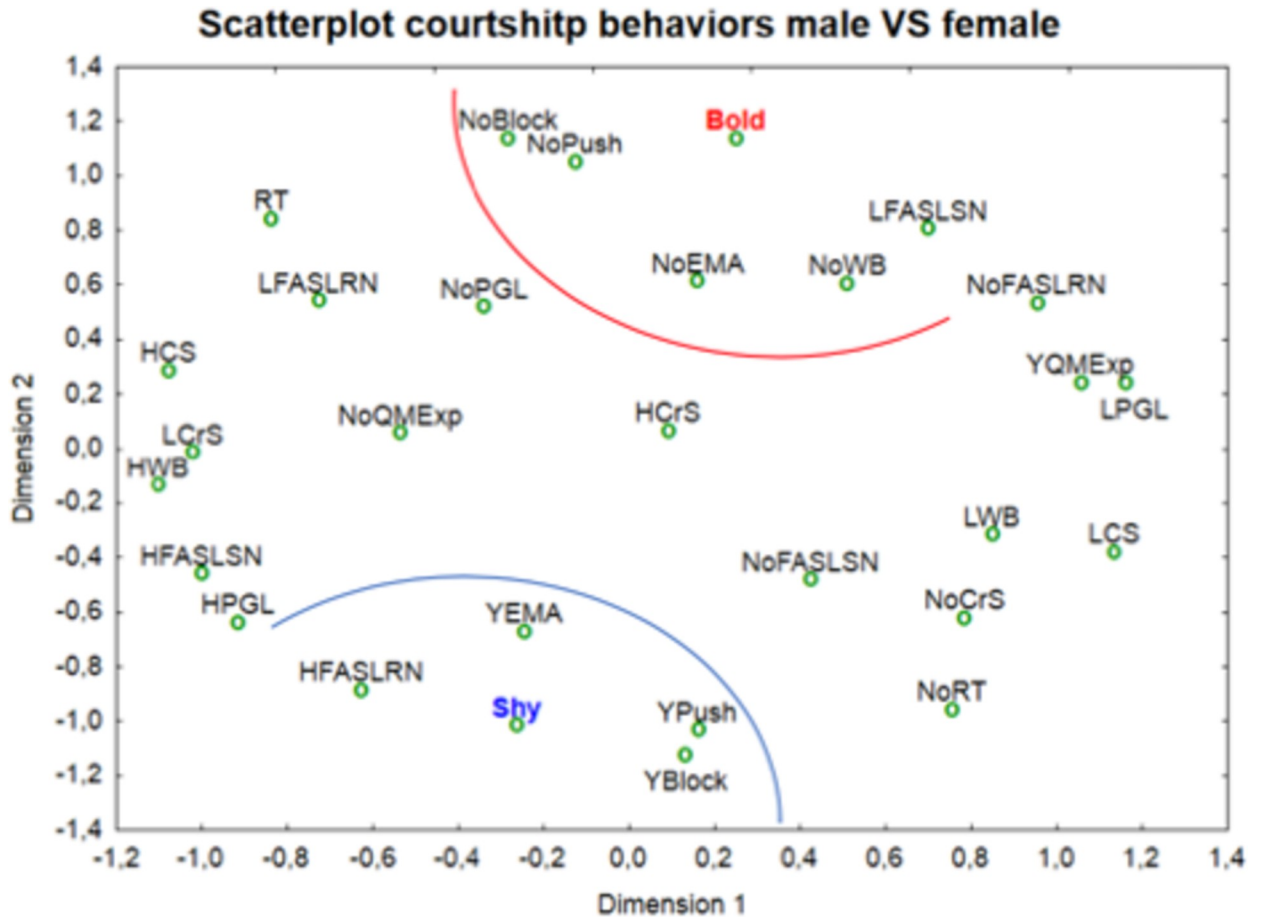 Scatterplot courtshitp behaviors male VS female
1,4
1,2
1,0
0,8
0,6
0,4
0,2
0,0
-0,2
-0,4
-0,6
-0,8
-1,0
-1,2
-1,4
Dimension 2
NoBlock
Bold
NoPush
RT
LFASLSN
LFASLRN
NoPGL
NoEMA
NoWB
NoFASLRN
HCS
YQMExp
LPGL
NoQMExp
HCrS
LCrS
HWB
LWB
LCS
HFASLSN
NoFASLSN
HPGL
YEMA
NoCrS
HFASLRN
NoRT
Shy
YPush
YBlock
-1,2 -1,0 -0,8 -0,6 -0,4 -0,2 0,0 0,2 0,4 0,6 0,8 1,0 1,2 1,4
Dimension 1